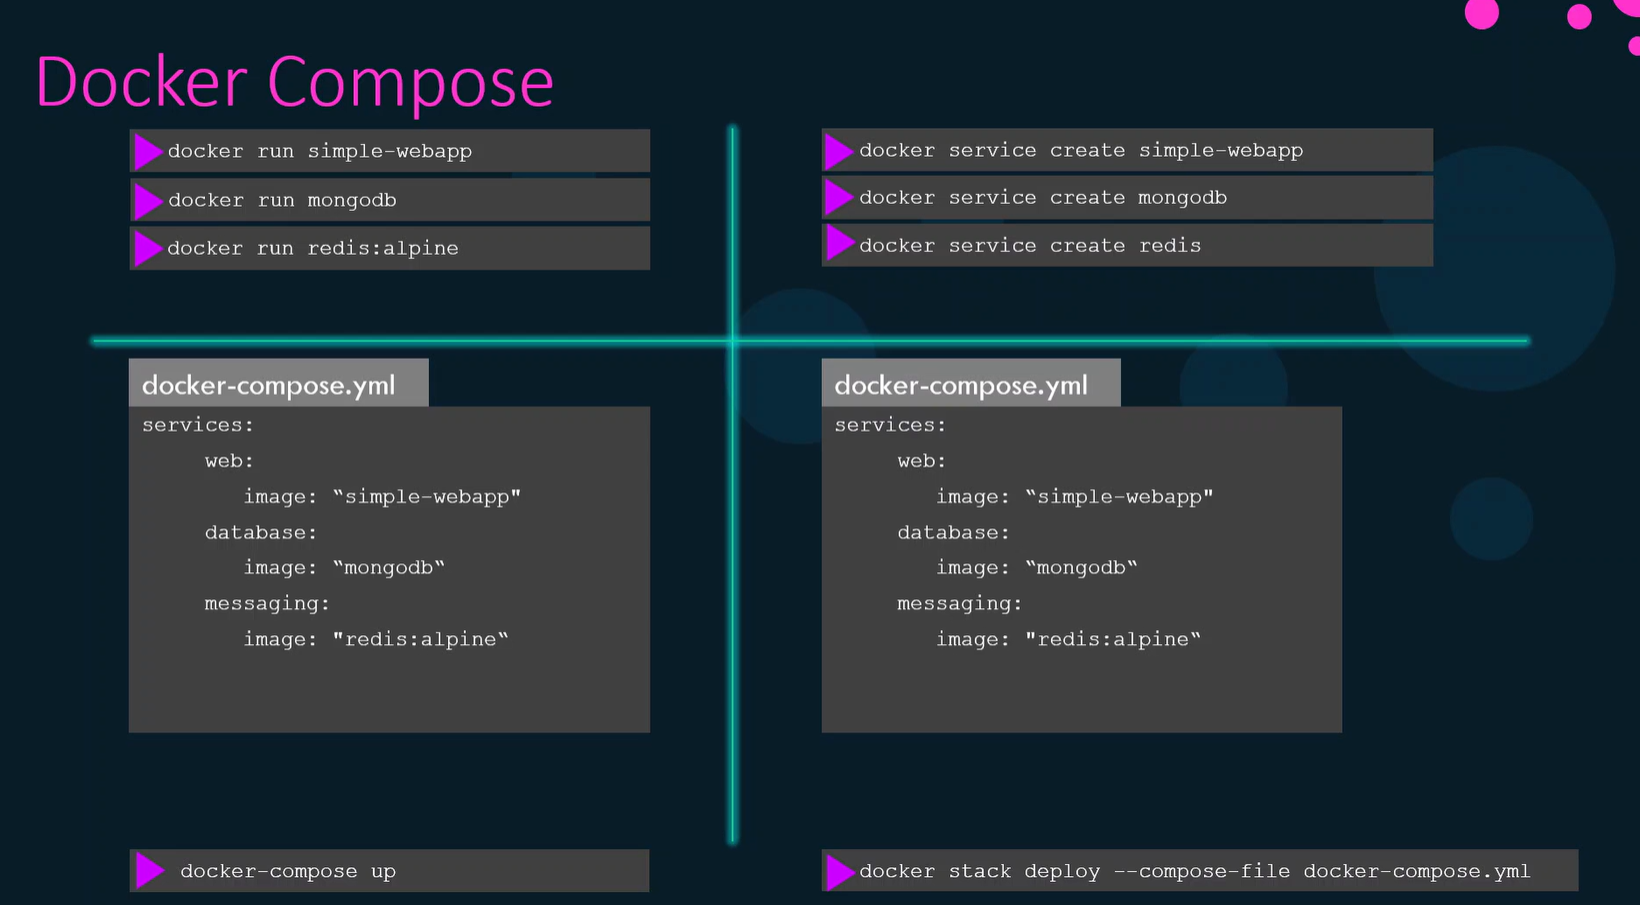 Docker Compose
docker run simple-webapp
docker run mongodb
docker run redis:alpine
docker service create simple-webapp
docker service create mongodb
docker service create redis
docker-compose.yml
services:
web:
image: “simple-webapp"
database:
image: “mongodb“
messaging:
image: "redis:alpine“
docker-compose up
docker-compose.yml
services:
web:
image: “simple-webapp"
database:
image: “mongodb“
messaging:
image: "redis:alpine“
docker stack deploy --compose-file docker-compose.yml